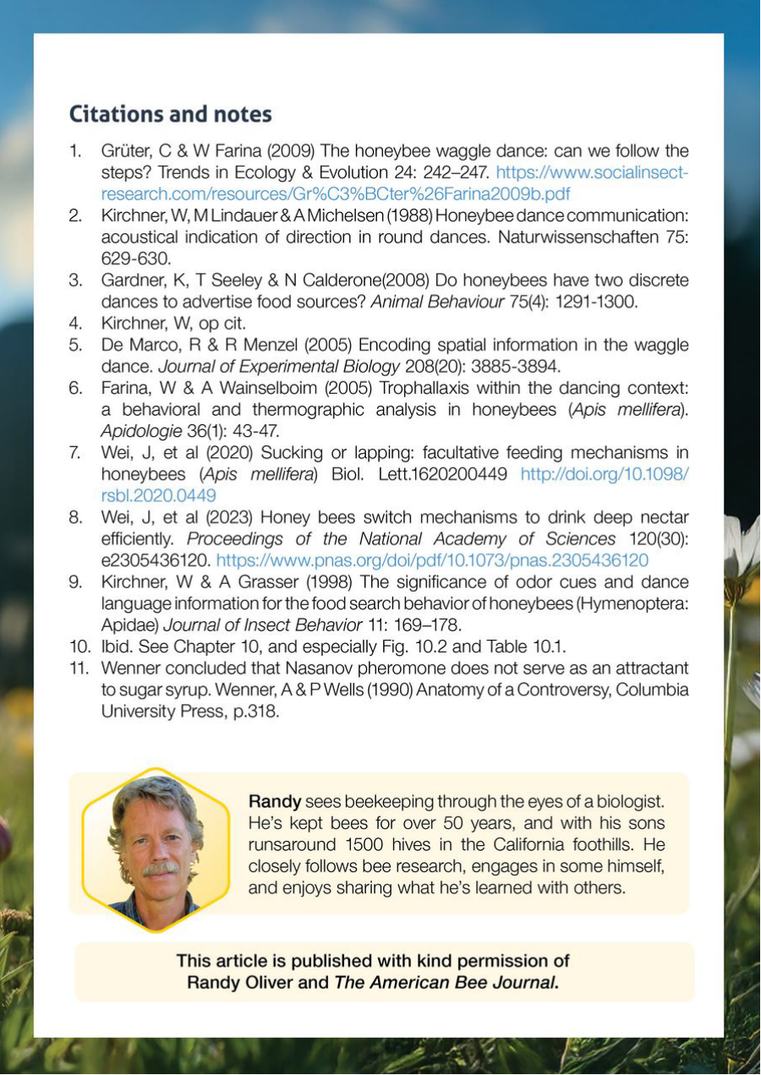 Citations and notes
1. Grüter, C & W Farina (2009) The honeybee waggle dance: can we follow the
steps? Trends in Ecology & Evolution 24: 242–247. https://www.socialinsect-
research.com/resources/Gr%C3%BCter%26Farina2009b.pdf
2. Kirchner, W, M Lindauer & A Michelsen (1988) Honeybee dance communication:
acoustical indication of direction in round dances. Naturwissenschaften 75:
629-630.
3. Gardner, K, T Seeley & N Calderone(2008) Do honeybees have two discrete
dances to advertise food sources? Animal Behaviour 75(4): 1291-1300.
4. Kirchner, W, op cit.
5. De Marco, R & R Menzel (2005) Encoding spatial information in the waggle
dance. Journal of Experimental Biology 208(20): 3885-3894.
6. Farina, W & A Wainselboim (2005) Trophallaxis within the dancing context:
a behavioral and thermographic analysis in honeybees (Apis mellifera).
Apidologie 36(1): 43-47.
7. Wei, J, et al (2020) Sucking or lapping: facultative feeding mechanisms in
honeybees (Apis mellifera) Biol. Lett.1620200449 http://doi.org/10.1098/
rsbl.2020.0449
8. Wei, J, et al (2023) Honey bees switch mechanisms to drink deep nectar
efficiently. Proceedings of the National Academy of Sciences 120(30):
e2305436120. https://www.pnas.org/doi/pdf/10.1073/pnas.2305436120
9. Kirchner, W & A Grasser (1998) The significance of odor cues and dance
language information for the food search behavior of honeybees (Hymenoptera:
Apidae) Journal of Insect Behavior 11: 169–178.
10. Ibid. See Chapter 10, and especially Fig. 10.2 and Table 10.1.
11. Wenner concluded that Nasanov pheromone does not serve as an attractant
to sugar syrup. Wenner, A & P Wells (1990) Anatomy of a Controversy, Columbia
University Press, p.318.
Randy sees beekeeping through the eyes of a biologist.
He's kept bees for over 50 years, and with his sons
runsaround 1500 hives in the California foothills. He
closely follows bee research, engages in some himself,
and enjoys sharing what he's learned with others.
This article is published with kind permission of
Randy Oliver and The American Bee Journal.